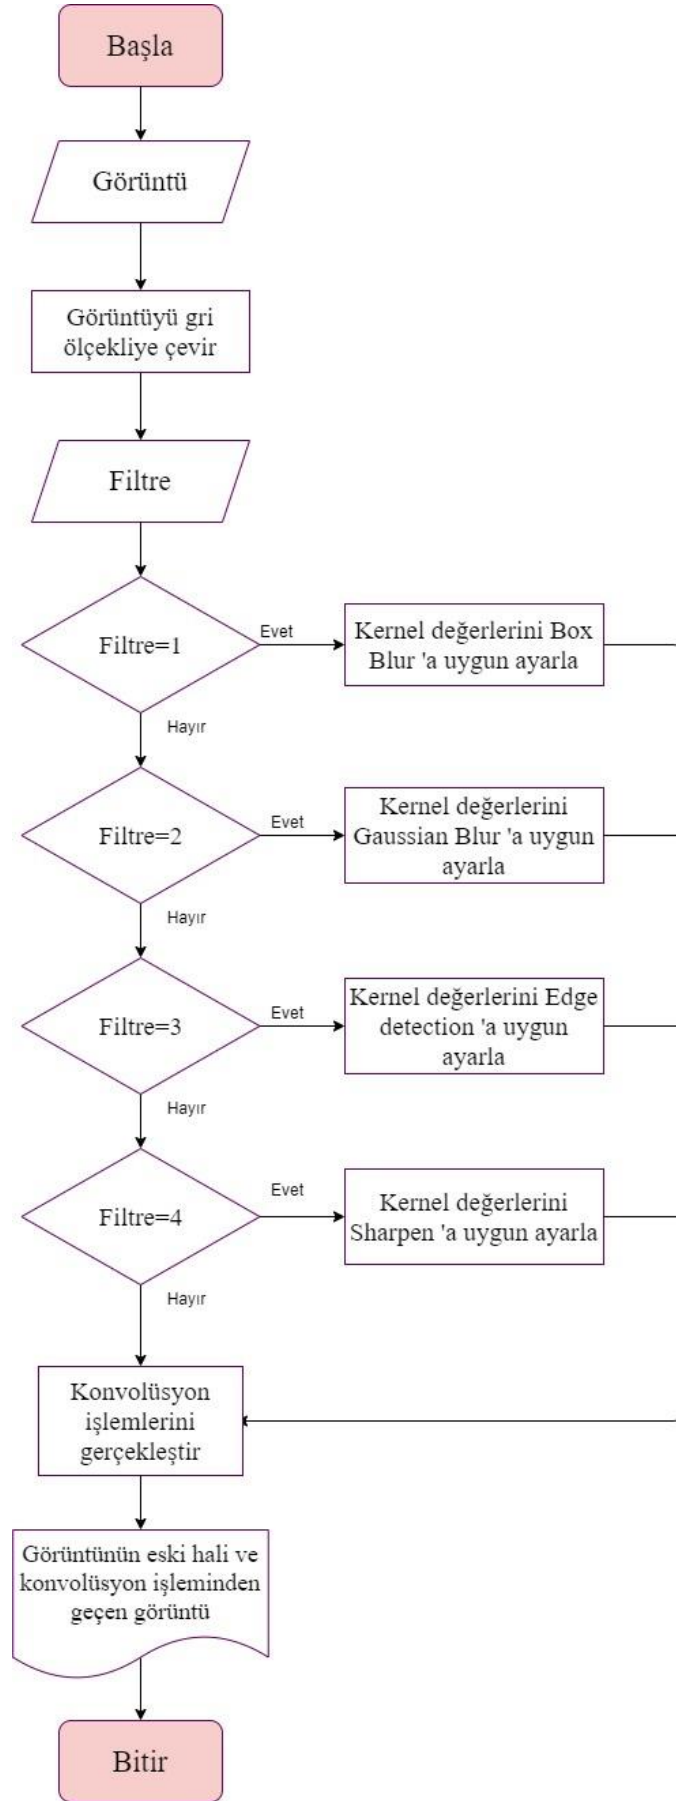 Başla
Görüntü
Görüntüyü gri
ölçekliye çevir
Filtre
Filtre=1
Evet
Kernel değerlerini Box
Blur 'a uygun ayarla
Hayır
Filtre=2
Evet
Kernel değerlerini
Gaussian Blur 'a uygun
ayarla
Hayır
Filtre=3
Evet
Kernel değerlerini Edge
detection 'a uygun
ayarla
Hayır
Filtre=4
Evet
Kernel değerlerini
Sharpen 'a uygun ayarla
Hayır
Konvolüsyon
işlemlerini
gerçekleştir
Görüntünün eski hali ve
konvolüsyon işleminden
geçen görüntü
Bitir